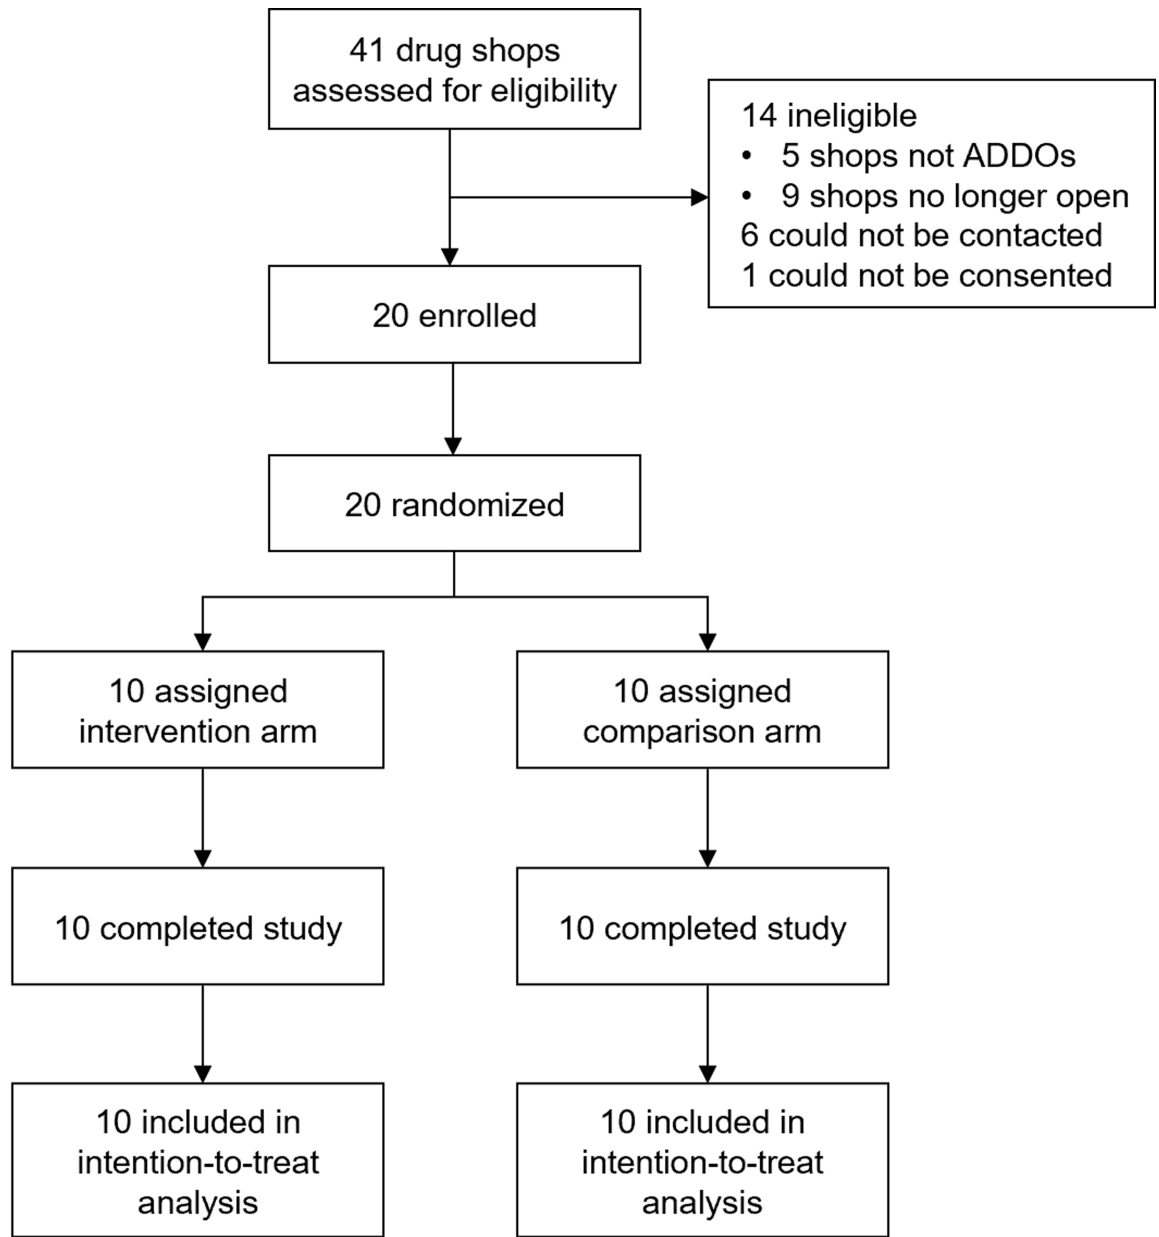 41 drug shops
assessed for eligibility
14 ineligible
• 5 shops not ADDOs
• 9 shops no longer open
6 could not be contacted
1 could not be consented
20 enrolled
20 randomized
10 assigned
intervention arm
10 assigned
comparison arm
10 completed study
10 completed study
10 included in
intention-to-treat
analysis
10 included in
intention-to-treat
analysis